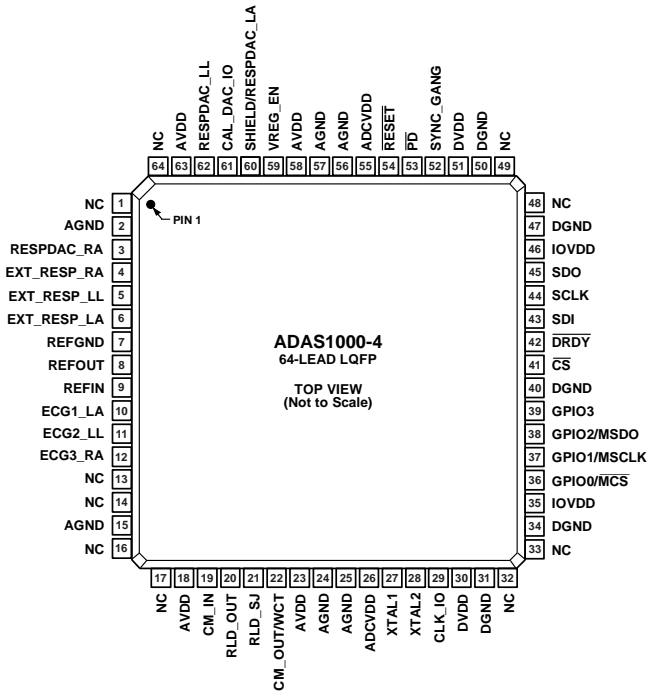 NC
AVDD
RESPDAC_LL
CAL_DAC_IO
SHIELD/RESPDAC_LA
VREG_EN
AVDD
AGND
AGND
ADCVDD
RESET
PD
SYNC_GANG
DVDD
DGND
NC
64 63 62 61 60 59 58 57 56 55 54 53 52 51 50 49
NC 1
AGND 2
RESPDAC_RA 3
EXT_RESP_RA 4
EXT_RESP_LL 5
EXT_RESP_LA 6
REFGND 7
REFOUT 8
REFIN 9
ECG1_LA 10
ECG2_LL 11
ECG3_RA 12
NC 13
NC 14
AGND 15
NC 16
PIN 1
ADAS1000-4
64-LEAD LQFP
TOP VIEW
(Not to Scale)
48 NC
47 DGND
46 IOVDD
45 SDO
44 SCLK
43 SDI
42 DRDY
41 CS
40 DGND
39 GPIO3
38 GPIO2/MSDO
37 GPIO1/MSCLK
36 GPIO0/MCS
35 IOVDD
34 DGND
33 NC
17 18 19 20 21 22 23 24 25 26 27 28 29 30 31 32
NC
AVDD
CM_IN
RLD_OUT
RLD_SJ
CM_OUT/WCT
AVDD
AGND
AGND
ADCVDD
XTAL1
XTAL2
CLK_IO
DVDD
DGND
NC